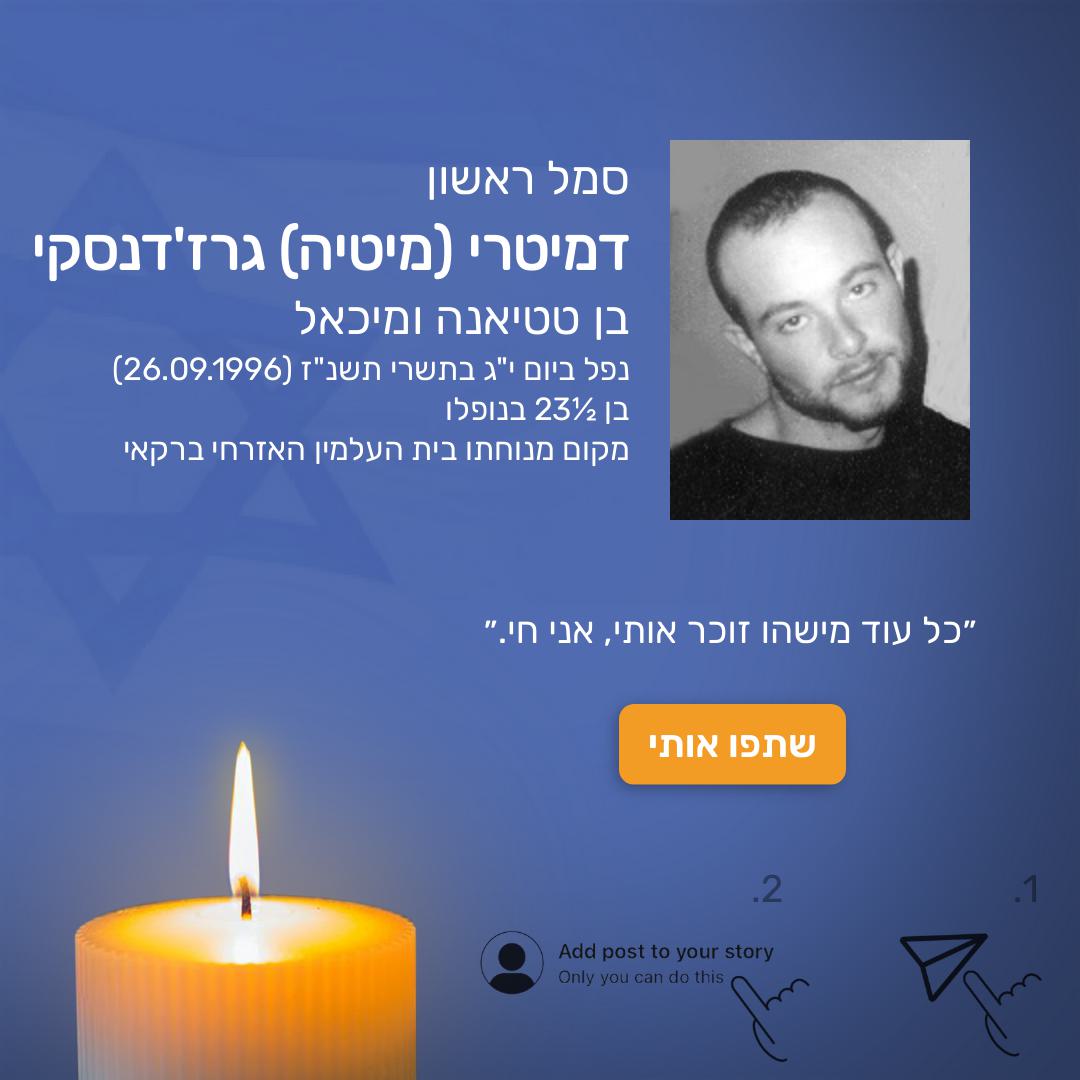 סמל ראשון
דמיטרי (מיטיה) גרז'דנסקי
בן טטיאנה ומיכאל
נפל ביום י"ג בתשרי תשנ"ז (26.09.1996)
בן 23½ בנופלו
מקום מנוחתו בית העלמין האזרחי ברקאי
״כל עוד מישהו זוכר אותי, אני חי.״
שתפו אותי
1.
2.
Add post to your story
Only you can do this